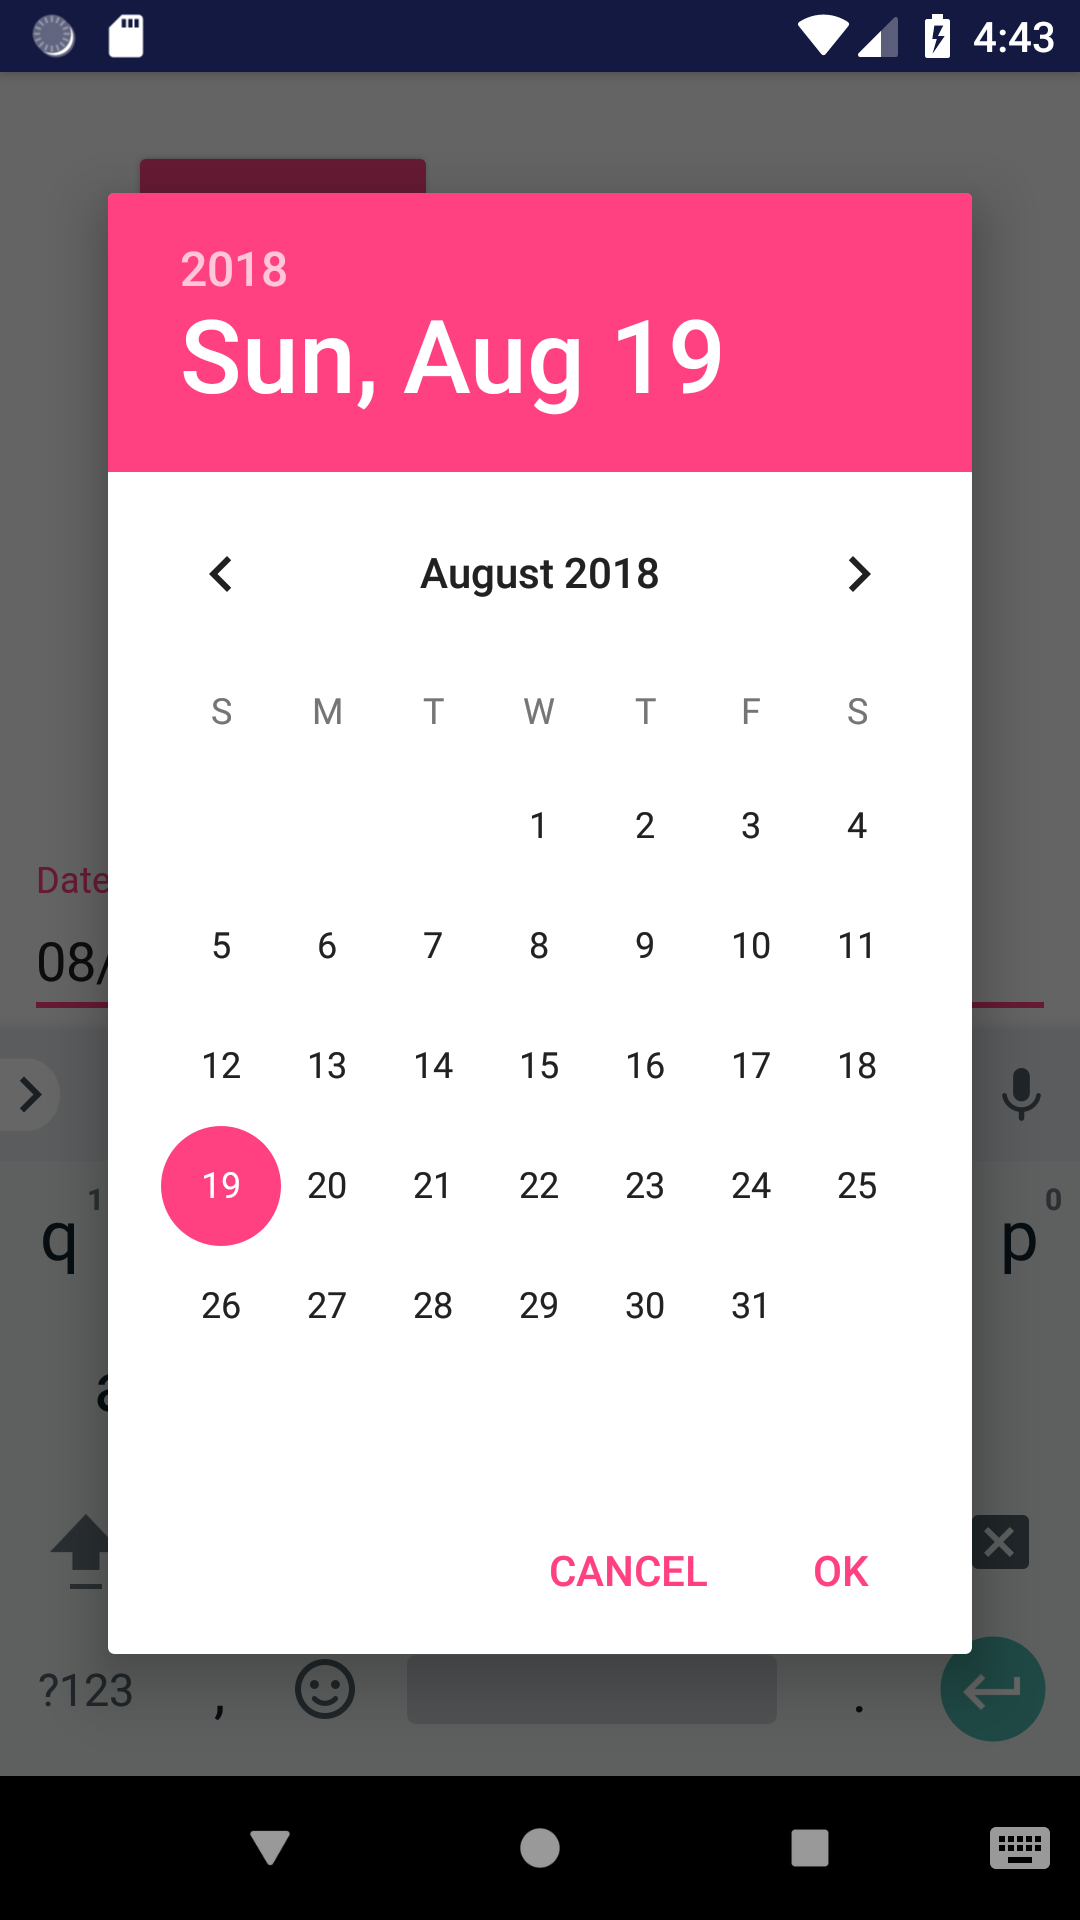 4:43
2018
Sun, Aug 19
August 2018
S M T W T F S
1 2 3 4
Date
5 6 7 8 9 10 11
08/
12 13 14 15 16 17 18
19 20 21 22 23 24 25
q 1 p 0
26 27 28 29 30 31
a
CANCEL OK
?123 , .